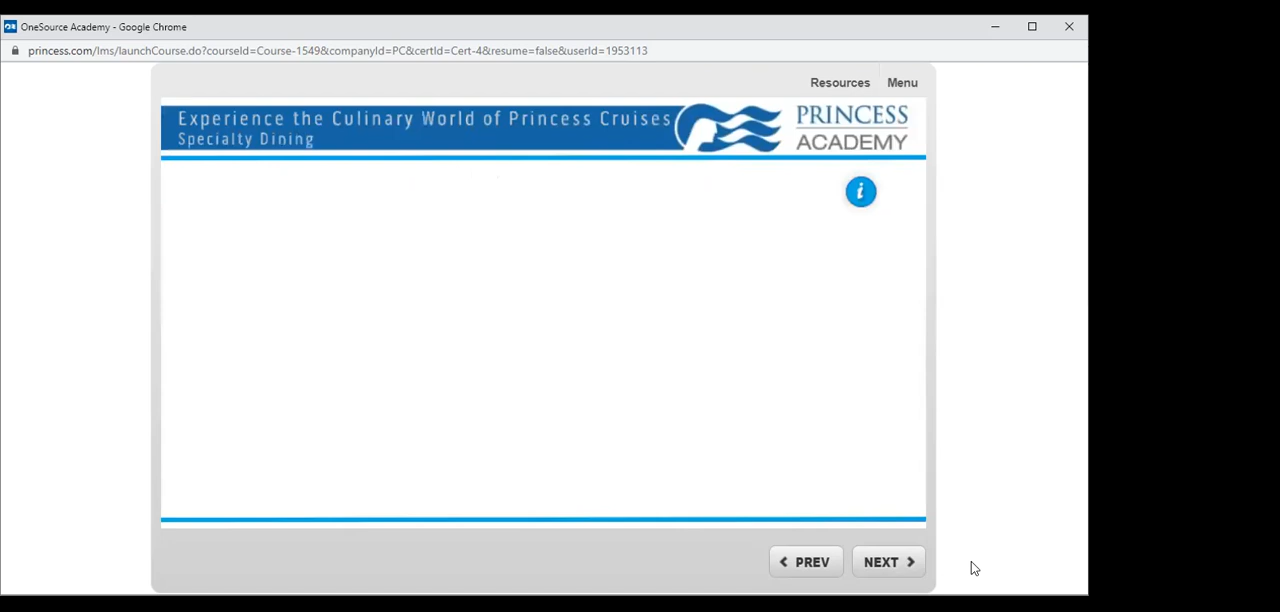 OneSource Academy - Google Chrome
princess.com/lms/launchCourse.do?courseId=Course-1549&companyId=PC&certId=Cert-4&resume=false&userId=1953113
Resources Menu
Experience the Culinary World of Princess Cruises
Specialty Dining
PRINCESS
ACADEMY
i
PREV NEXT